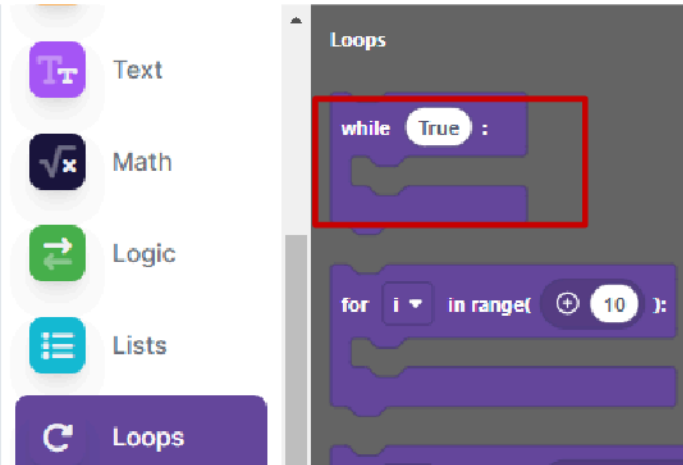 Text
Math
Logic
Lists
Loops
Loops
while True :
for i in range( 10 ):